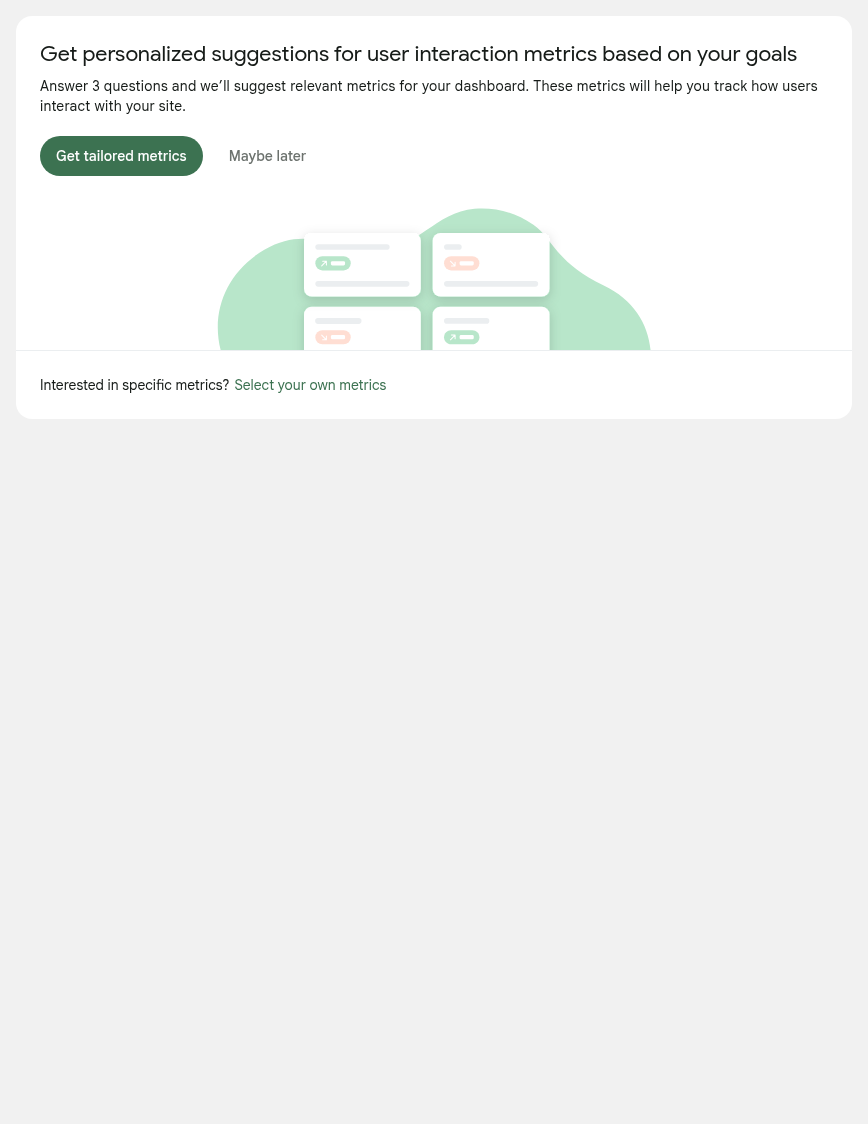 Get personalized suggestions for user interaction metrics based on your goals
Answer 3 questions and we’ll suggest relevant metrics for your dashboard. These metrics will help you track how users
interact with your site.
Get tailored metrics
Maybe later
Interested in specific metrics? Select your own metrics